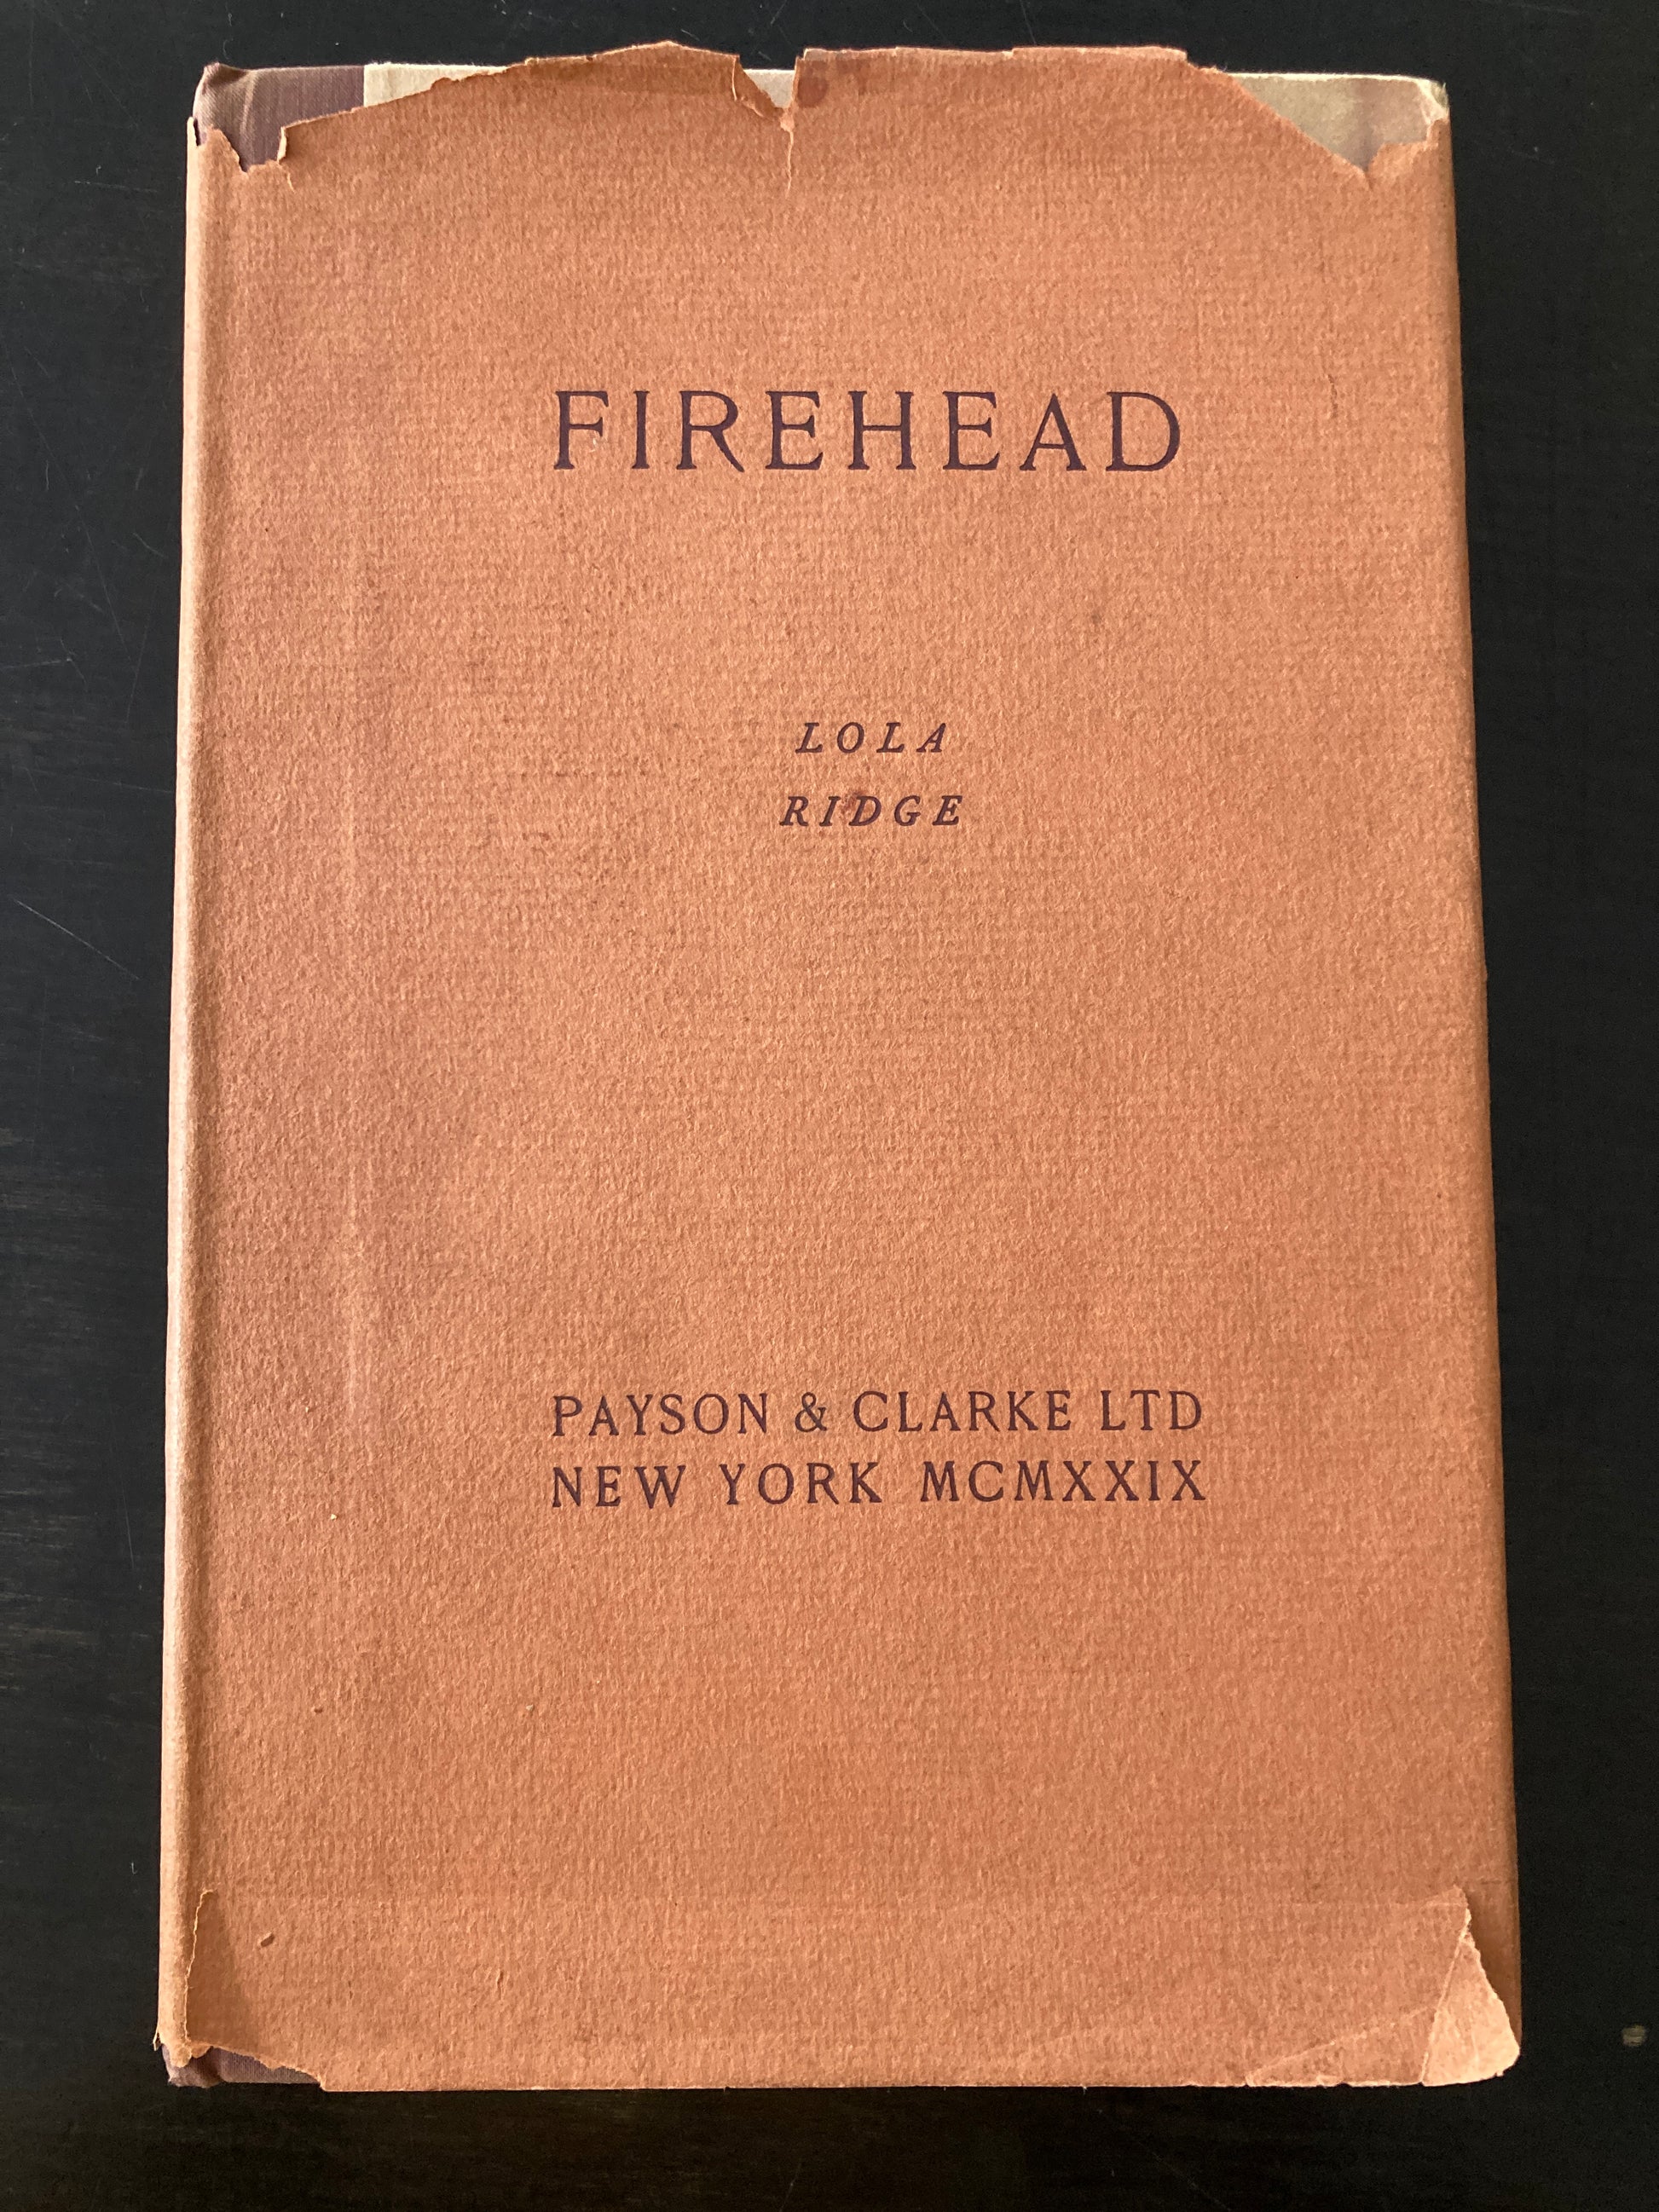 FIREHEAD
LOLA
RIDGE
PAYSON & CLARKE LTD
NEW YORK MCMXXIX